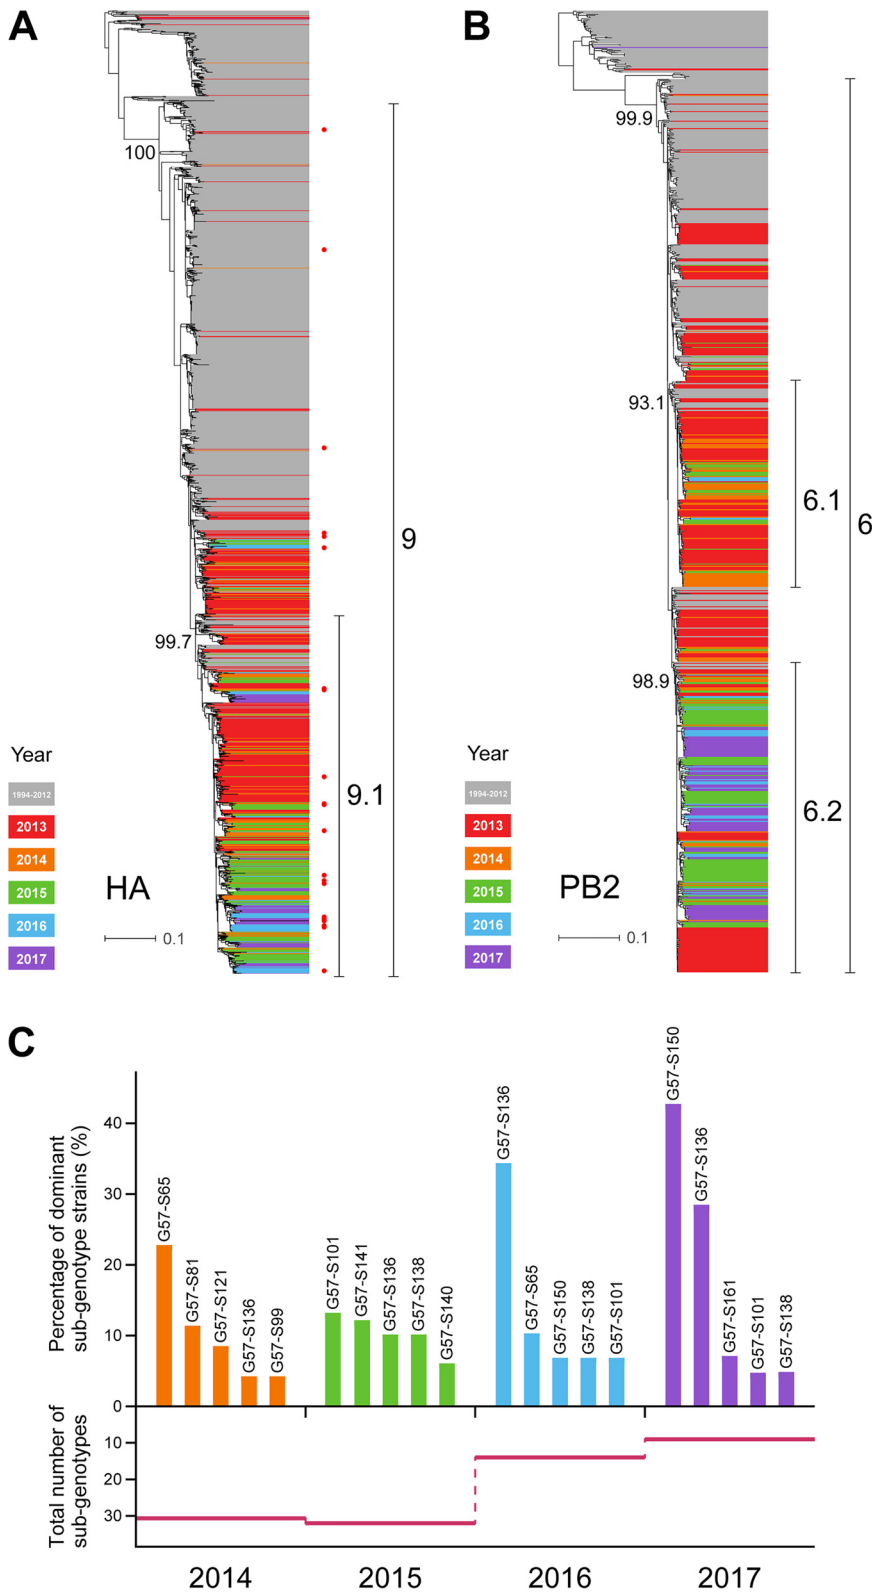 A
100
99.7
9
9.1
Year
1994-2012
2013
2014
2015
2016
2017
HA
0.1
B
99.9
93.1
98.9
6.1
6
6.2
Year
1994-2012
2013
2014
2015
2016
2017
PB2
0.1
C
Percentage of dominant
sub-genotype strains (%)
40
30
20
10
0
G57-S65
G57-S81
G57-S121
G57-S136
G57-S99
G57-S101
G57-S141
G57-S136
G57-S138
G57-S140
G57-S136
G57-S65
G57-S150
G57-S138
G57-S101
G57-S150
G57-S136
G57-S161
G57-S101
G57-S138
Total number of
sub-genotypes
10
20
30
2014
2015
2016
2017